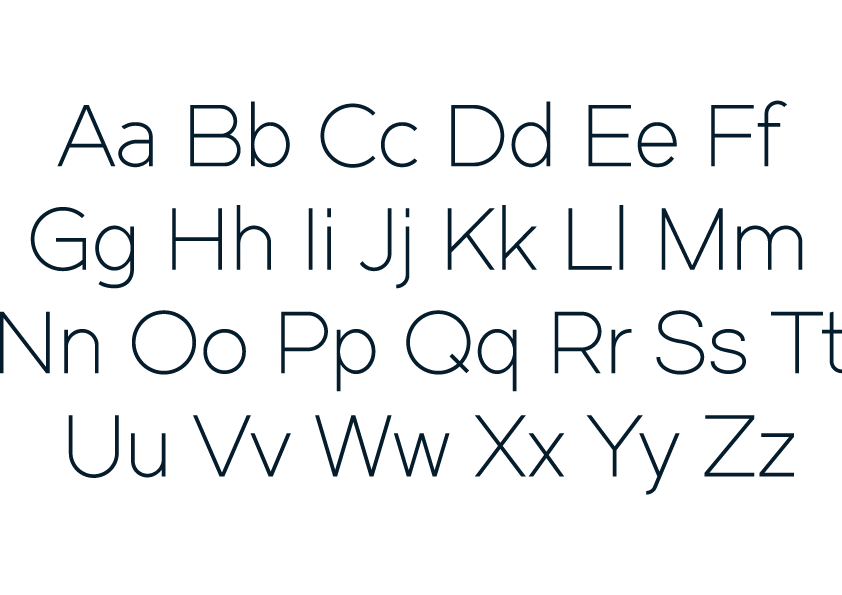 Aa Bb Cc Dd Ee Ff
Gg Hh Ii Jj Kk Ll Mm
Nn Oo Pp Qq Rr Ss Tt
Uu Vv Ww Xx Yy Zz